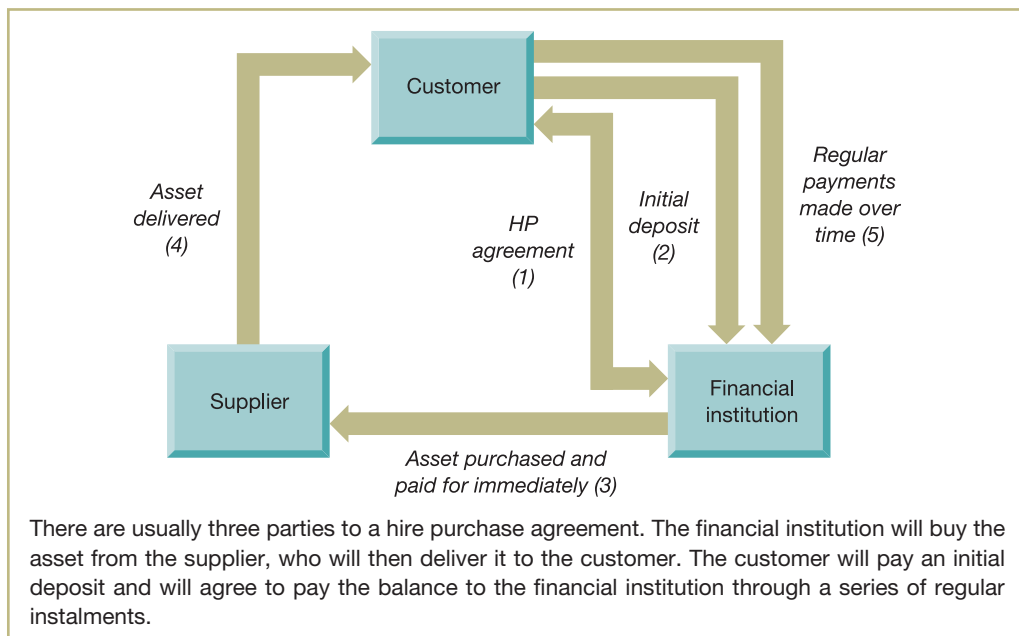 Customer
Asset
delivered
(4)
HP
agreement
(1)
Initial
deposit
(2)
Regular
payments
made over
time (5)
Supplier
Financial
institution
Asset purchased and
paid for immediately (3)
There are usually three parties to a hire purchase agreement. The financial institution will buy the
asset from the supplier, who will then deliver it to the customer. The customer will pay an initial
deposit and will agree to pay the balance to the financial institution through a series of regular
instalments.